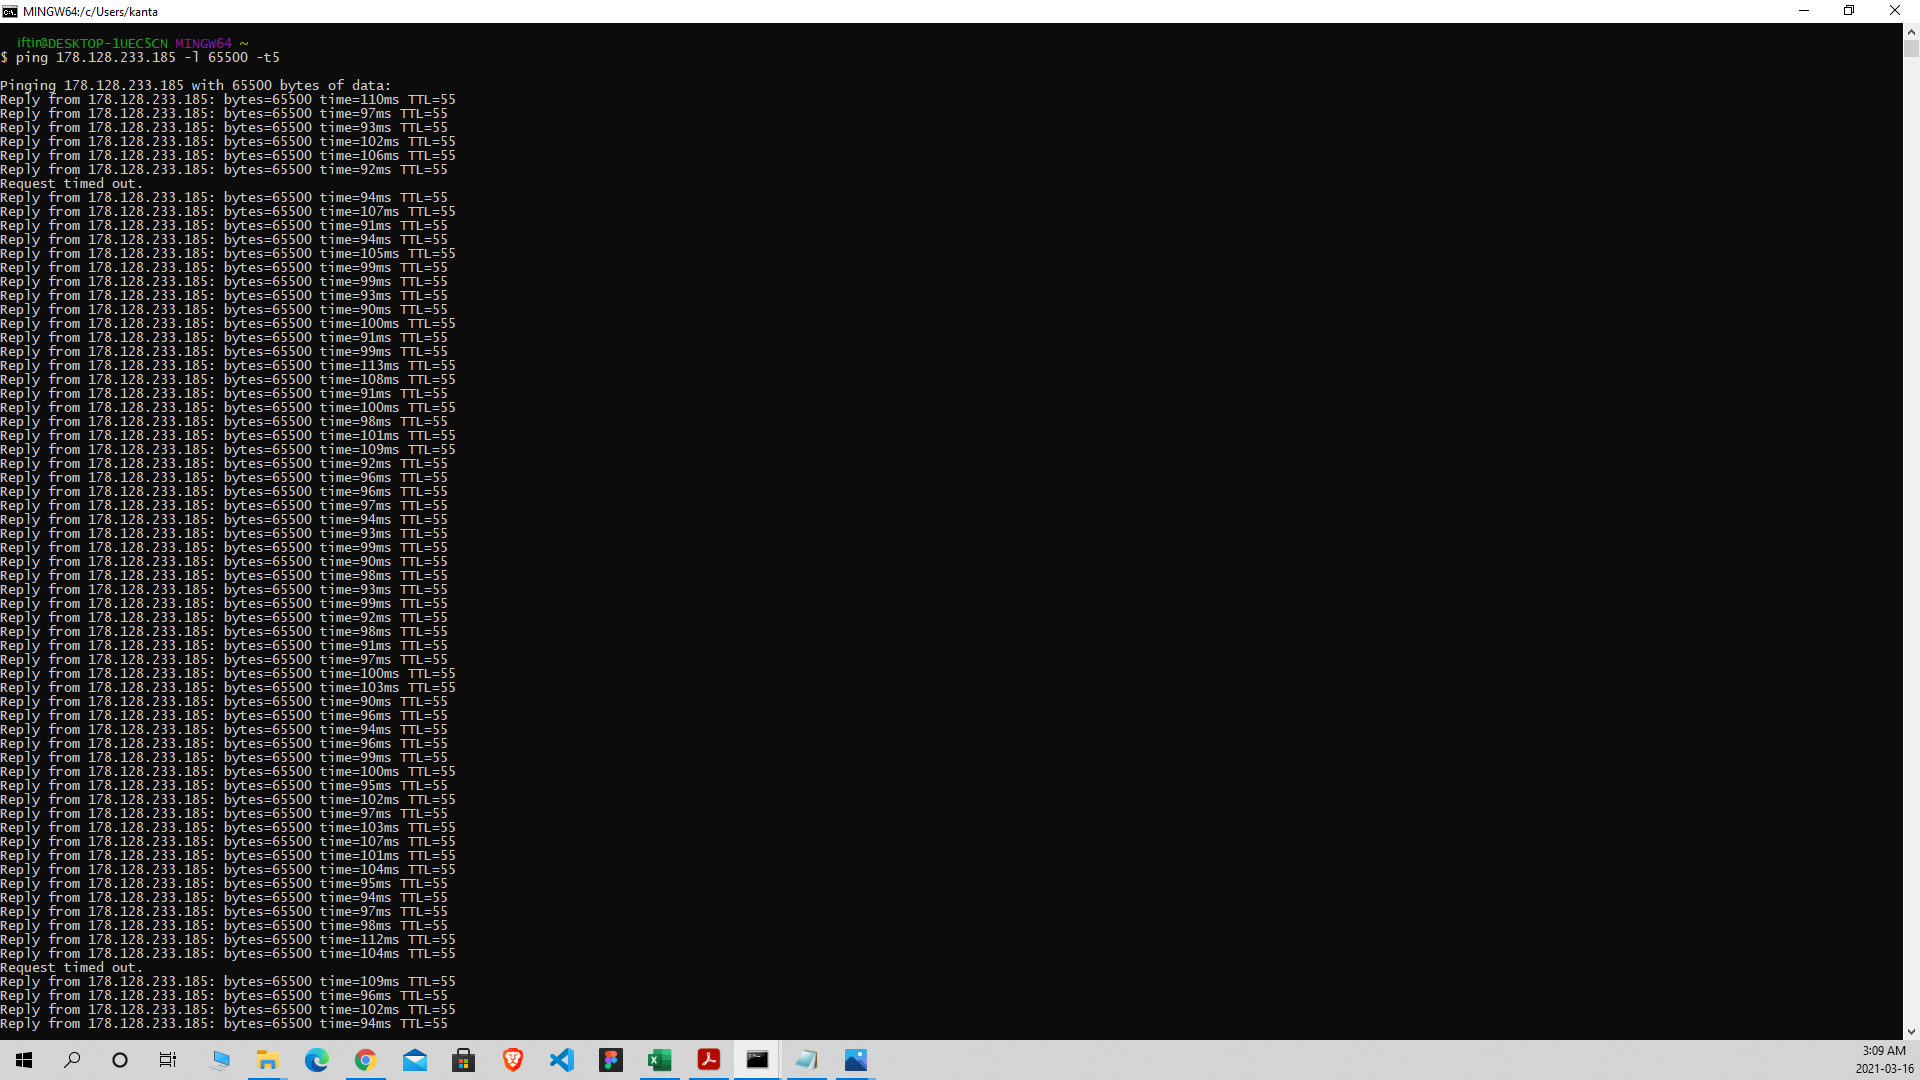 MINGW64:/c/Users/kanta
iftir@DESKTOP-1UEC5CN MINGW64 ~
$ ping 178.128.233.185 -l 65500 -t5
Pinging 178.128.233.185 with 65500 bytes of data:
Reply from 178.128.233.185: bytes=65500 time=110ms TTL=55
Reply from 178.128.233.185: bytes=65500 time=97ms TTL=55
Reply from 178.128.233.185: bytes=65500 time=93ms TTL=55
Reply from 178.128.233.185: bytes=65500 time=102ms TTL=55
Reply from 178.128.233.185: bytes=65500 time=106ms TTL=55
Reply from 178.128.233.185: bytes=65500 time=92ms TTL=55
Request timed out.
Reply from 178.128.233.185: bytes=65500 time=94ms TTL=55
Reply from 178.128.233.185: bytes=65500 time=107ms TTL=55
Reply from 178.128.233.185: bytes=65500 time=91ms TTL=55
Reply from 178.128.233.185: bytes=65500 time=94ms TTL=55
Reply from 178.128.233.185: bytes=65500 time=105ms TTL=55
Reply from 178.128.233.185: bytes=65500 time=99ms TTL=55
Reply from 178.128.233.185: bytes=65500 time=99ms TTL=55
Reply from 178.128.233.185: bytes=65500 time=93ms TTL=55
Reply from 178.128.233.185: bytes=65500 time=90ms TTL=55
Reply from 178.128.233.185: bytes=65500 time=100ms TTL=55
Reply from 178.128.233.185: bytes=65500 time=91ms TTL=55
Reply from 178.128.233.185: bytes=65500 time=99ms TTL=55
Reply from 178.128.233.185: bytes=65500 time=113ms TTL=55
Reply from 178.128.233.185: bytes=65500 time=108ms TTL=55
Reply from 178.128.233.185: bytes=65500 time=91ms TTL=55
Reply from 178.128.233.185: bytes=65500 time=100ms TTL=55
Reply from 178.128.233.185: bytes=65500 time=98ms TTL=55
Reply from 178.128.233.185: bytes=65500 time=101ms TTL=55
Reply from 178.128.233.185: bytes=65500 time=109ms TTL=55
Reply from 178.128.233.185: bytes=65500 time=92ms TTL=55
Reply from 178.128.233.185: bytes=65500 time=96ms TTL=55
Reply from 178.128.233.185: bytes=65500 time=96ms TTL=55
Reply from 178.128.233.185: bytes=65500 time=97ms TTL=55
Reply from 178.128.233.185: bytes=65500 time=94ms TTL=55
Reply from 178.128.233.185: bytes=65500 time=93ms TTL=55
Reply from 178.128.233.185: bytes=65500 time=99ms TTL=55
Reply from 178.128.233.185: bytes=65500 time=90ms TTL=55
Reply from 178.128.233.185: bytes=65500 time=98ms TTL=55
Reply from 178.128.233.185: bytes=65500 time=93ms TTL=55
Reply from 178.128.233.185: bytes=65500 time=99ms TTL=55
Reply from 178.128.233.185: bytes=65500 time=92ms TTL=55
Reply from 178.128.233.185: bytes=65500 time=98ms TTL=55
Reply from 178.128.233.185: bytes=65500 time=91ms TTL=55
Reply from 178.128.233.185: bytes=65500 time=97ms TTL=55
Reply from 178.128.233.185: bytes=65500 time=100ms TTL=55
Reply from 178.128.233.185: bytes=65500 time=103ms TTL=55
Reply from 178.128.233.185: bytes=65500 time=90ms TTL=55
Reply from 178.128.233.185: bytes=65500 time=96ms TTL=55
Reply from 178.128.233.185: bytes=65500 time=94ms TTL=55
Reply from 178.128.233.185: bytes=65500 time=96ms TTL=55
Reply from 178.128.233.185: bytes=65500 time=99ms TTL=55
Reply from 178.128.233.185: bytes=65500 time=100ms TTL=55
Reply from 178.128.233.185: bytes=65500 time=95ms TTL=55
Reply from 178.128.233.185: bytes=65500 time=102ms TTL=55
Reply from 178.128.233.185: bytes=65500 time=97ms TTL=55
Reply from 178.128.233.185: bytes=65500 time=103ms TTL=55
Reply from 178.128.233.185: bytes=65500 time=107ms TTL=55
Reply from 178.128.233.185: bytes=65500 time=101ms TTL=55
Reply from 178.128.233.185: bytes=65500 time=104ms TTL=55
Reply from 178.128.233.185: bytes=65500 time=95ms TTL=55
Reply from 178.128.233.185: bytes=65500 time=94ms TTL=55
Reply from 178.128.233.185: bytes=65500 time=97ms TTL=55
Reply from 178.128.233.185: bytes=65500 time=98ms TTL=55
Reply from 178.128.233.185: bytes=65500 time=112ms TTL=55
Reply from 178.128.233.185: bytes=65500 time=104ms TTL=55
Request timed out.
Reply from 178.128.233.185: bytes=65500 time=109ms TTL=55
Reply from 178.128.233.185: bytes=65500 time=96ms TTL=55
Reply from 178.128.233.185: bytes=65500 time=102ms TTL=55
Reply from 178.128.233.185: bytes=65500 time=94ms TTL=55
3:09 AM
2021-03-16